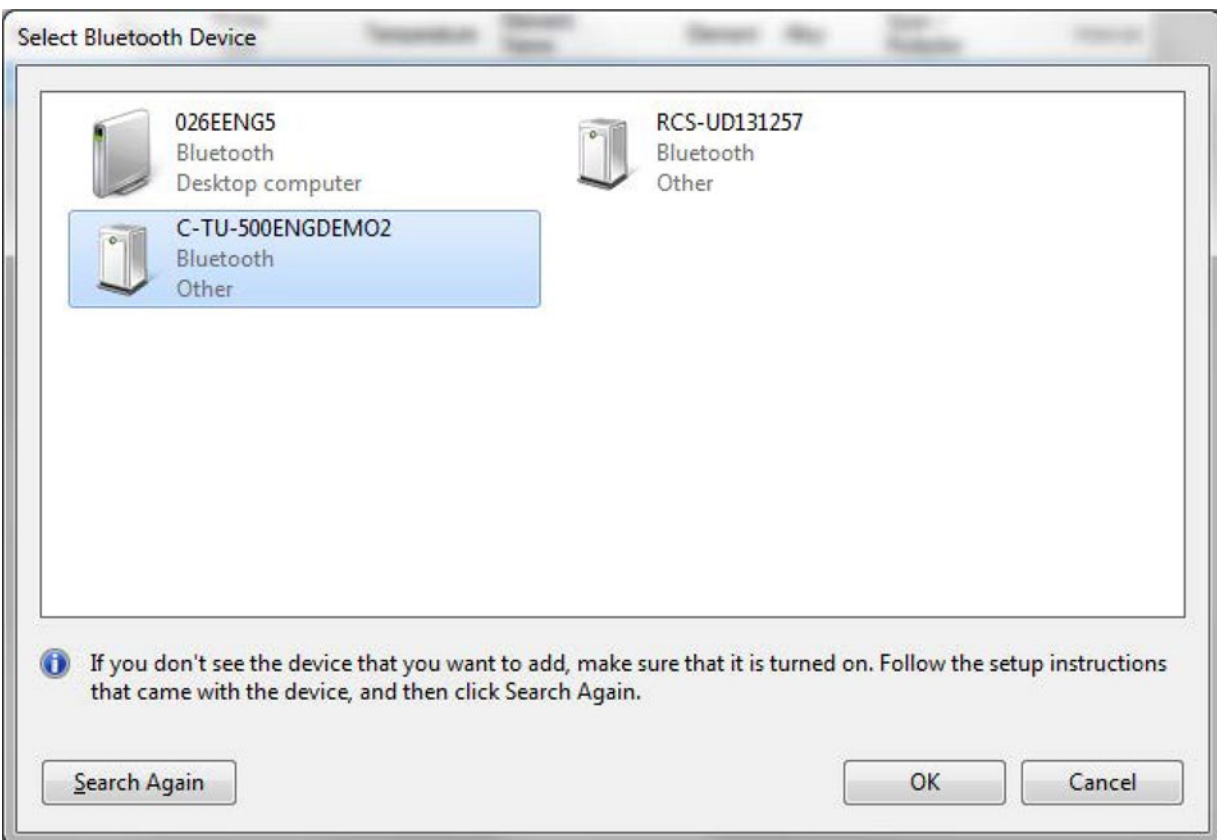 Select Bluetooth Device
026EENG5
Bluetooth
Desktop computer
RCS-UD131257
Bluetooth
Other
C-TU-500ENGDEMO2
Bluetooth
Other
If you don't see the device that you want to add, make sure that it is turned on. Follow the setup instructions
that came with the device, and then click Search Again.
Search Again
OK
Cancel